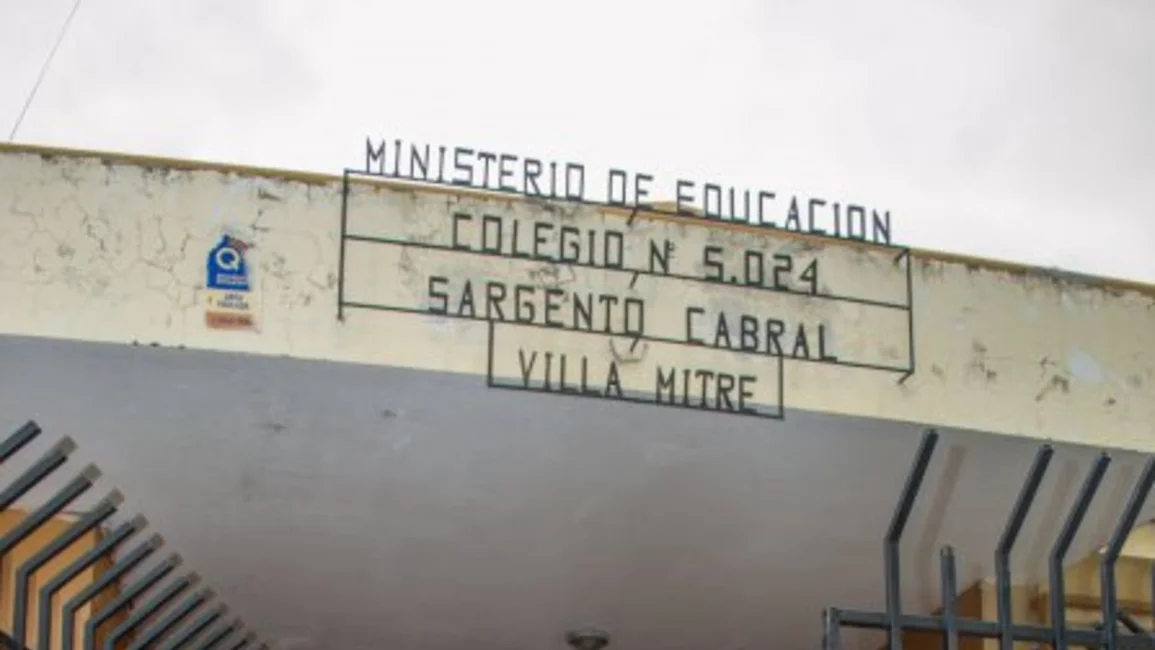 MINISTERIO DE EDUCACION
COLEGIO Nº 5.024
SARGENTO CABRAL
VILLA MITRE
Q